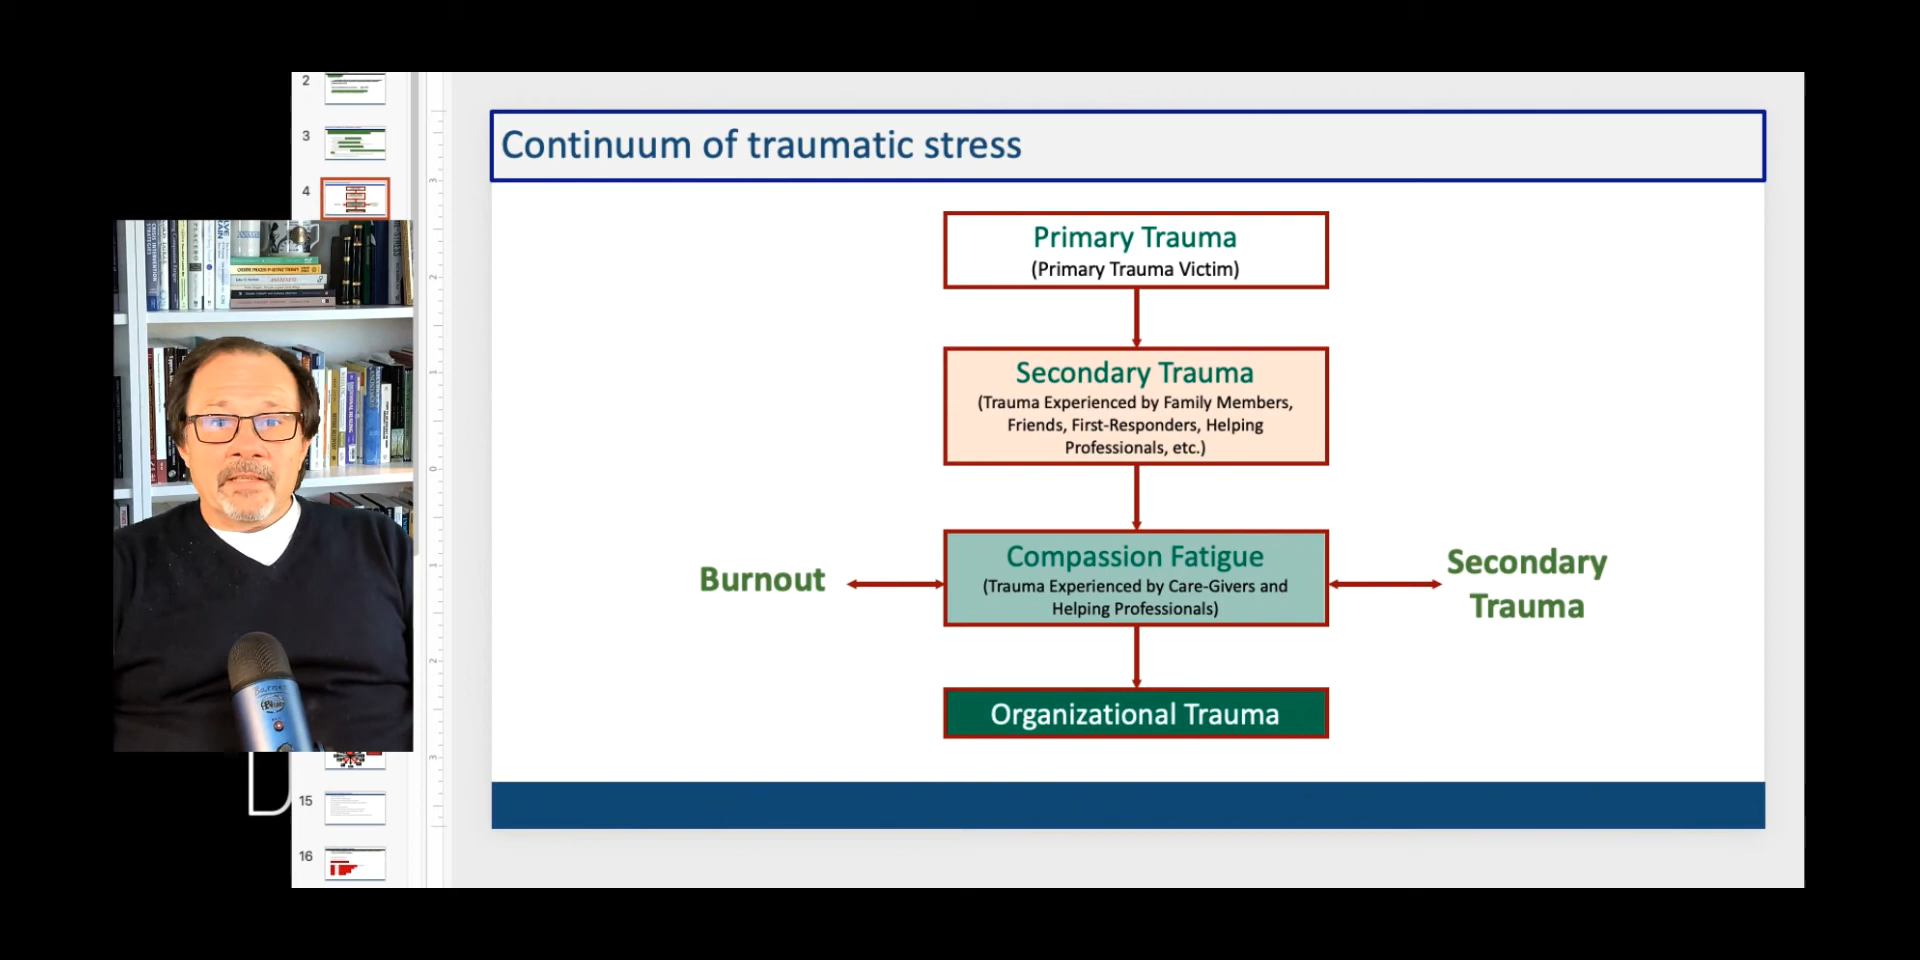 2
3
4
15
16
Continuum of traumatic stress
Primary Trauma
(Primary Trauma Victim)
Secondary Trauma
(Trauma Experienced by Family Members,
Friends, First-Responders, Helping
Professionals, etc.)
Burnout
Compassion Fatigue
(Trauma Experienced by Care-Givers and
Helping Professionals)
Secondary
Trauma
Organizational Trauma